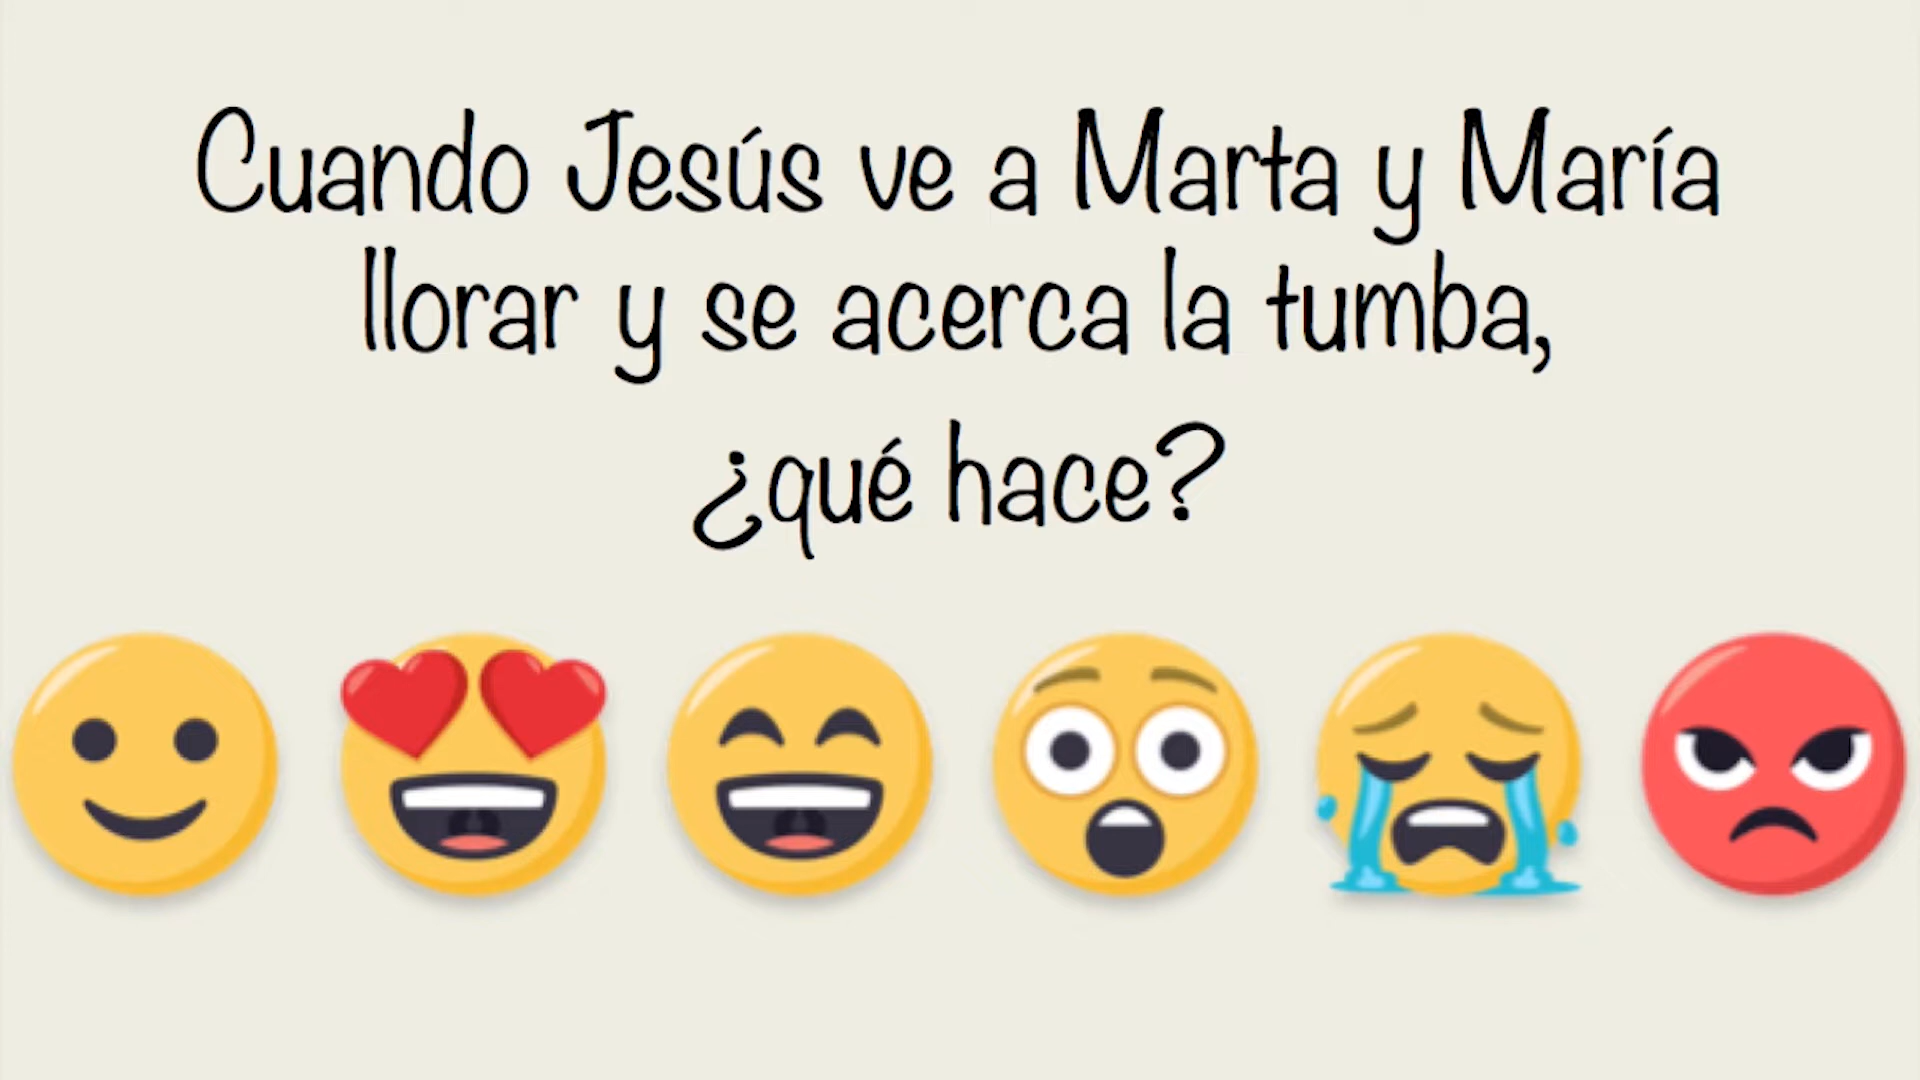 Cuando Jesús ve a Marta y María
llorar y se acerca la tumba,
¿qué hace?